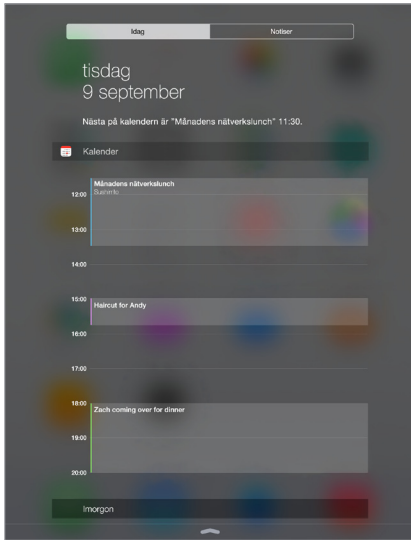 Idag
Notiser
tisdag
9 september
Nästa på kalendern är "Månadens nätverkslunch" 11:30.
Kalender
Månadens nätverkslunch
12:00
13:00
14:00
15:00
Haircut for Andy
16:00
17:00
18:00
Zach coming over for dinner
19:00
20:00
Imorgon